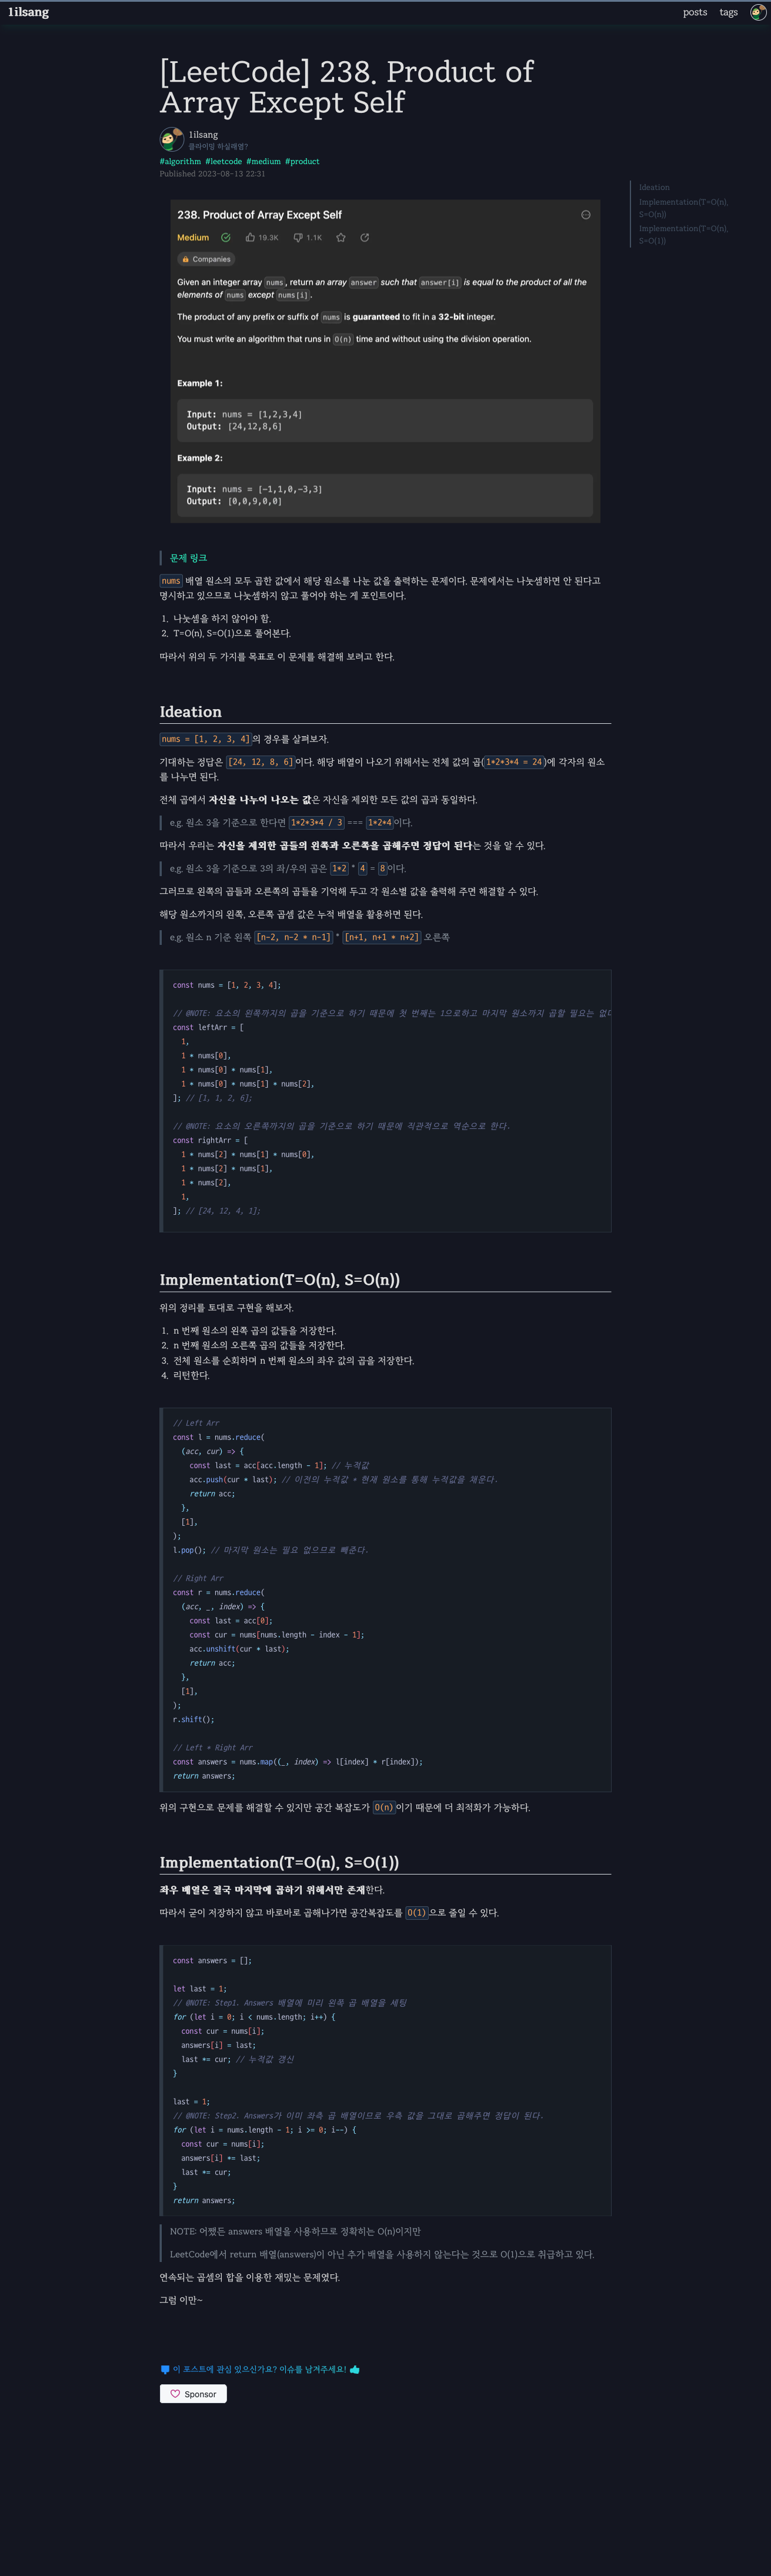 1ilsang
posts
tags
[LeetCode] 238. Product of
Array Except Self
1ilsang
클라이밍 하실래염?
#algorithm #leetcode #medium #product
Published 2023-08-13 22:31
Ideation
Implementation(T=O(n),
S=O(n))
Implementation(T=O(n),
S=O(1))
238. Product of Array Except Self
Medium 19.3K 1.1K
Companies
Given an integer array nums, return an array answer such that answer[i] is equal to the product of all the
elements of nums except nums[i].
The product of any prefix or suffix of nums is guaranteed to fit in a 32-bit integer.
You must write an algorithm that runs in O(n) time and without using the division operation.
Example 1:
Input: nums = [1,2,3,4]
Output: [24,12,8,6]
Example 2:
Input: nums = [-1,1,0,-3,3]
Output: [0,0,9,0,0]
문제 링크
nums 배열 원소의 모두 곱한 값에서 해당 원소를 나눈 값을 출력하는 문제이다. 문제에서는 나눗셈하면 안 된다고
명시하고 있으므로 나눗셈하지 않고 풀어야 하는 게 포인트이다.
1. 나눗셈을 하지 않아야 함.
2. T=O(n), S=O(1)으로 풀어본다.
따라서 위의 두 가지를 목표로 이 문제를 해결해 보려고 한다.
Ideation
nums = [1, 2, 3, 4]의 경우를 살펴보자.
기대하는 정답은 [24, 12, 8, 6]이다. 해당 배열이 나오기 위해서는 전체 값의 곱(1*2*3*4 = 24)에 각자의 원소
를 나누면 된다.
전체 곱에서 자신을 나누어 나오는 값은 자신을 제외한 모든 값의 곱과 동일하다.
e.g. 원소 3을 기준으로 한다면 1*2*3*4 / 3 === 1*2*4이다.
따라서 우리는 자신을 제외한 곱들의 왼쪽과 오른쪽을 곱해주면 정답이 된다는 것을 알 수 있다.
e.g. 원소 3을 기준으로 3의 좌/우의 곱은 1*2 * 4 = 8이다.
그러므로 왼쪽의 곱들과 오른쪽의 곱들을 기억해 두고 각 원소별 값을 출력해 주면 해결할 수 있다.
해당 원소까지의 왼쪽, 오른쪽 곱셈 값은 누적 배열을 활용하면 된다.
e.g. 원소 n 기준 왼쪽 [n-2, n-2 * n-1] * [n+1, n+1 * n+2] 오른쪽
const nums = [1, 2, 3, 4];
// @NOTE: 요소의 왼쪽까지의 곱을 기준으로 하기 때문에 첫 번째는 1으로하고 마지막 원소까지 곱할 필요는 없다
const leftArr = [
1,
1 * nums[0],
1 * nums[0] * nums[1],
1 * nums[0] * nums[1] * nums[2],
]; // [1, 1, 2, 6];
// @NOTE: 요소의 오른쪽까지의 곱을 기준으로 하기 때문에 직관적으로 역순으로 한다.
const rightArr = [
1 * nums[2] * nums[1] * nums[0],
1 * nums[2] * nums[1],
1 * nums[2],
1,
]; // [24, 12, 4, 1];
Implementation(T=O(n), S=O(n))
위의 정리를 토대로 구현을 해보자.
1. n 번째 원소의 왼쪽 곱의 값들을 저장한다.
2. n 번째 원소의 오른쪽 곱의 값들을 저장한다.
3. 전체 원소를 순회하며 n 번째 원소의 좌우 값의 곱을 저장한다.
4. 리턴한다.
// Left Arr
const l = nums.reduce(
(acc, cur) => {
const last = acc[acc.length - 1]; // 누적값
acc.push(cur * last); // 이전의 누적값 * 현재 원소를 통해 누적값을 채운다.
return acc;
},
[1],
);
l.pop(); // 마지막 원소는 필요 없으므로 빼준다.
// Right Arr
const r = nums.reduce(
(acc, _, index) => {
const last = acc[0];
const cur = nums[nums.length - index - 1];
acc.unshift(cur * last);
return acc;
},
[1],
);
r.shift();
// Left * Right Arr
const answers = nums.map((_, index) => l[index] * r[index]);
return answers;
위의 구현으로 문제를 해결할 수 있지만 공간 복잡도가 O(n)이기 때문에 더 최적화가 가능하다.
Implementation(T=O(n), S=O(1))
좌우 배열은 결국 마지막에 곱하기 위해서만 존재한다.
따라서 굳이 저장하지 않고 바로바로 곱해나가면 공간복잡도를 O(1)으로 줄일 수 있다.
const answers = [];
let last = 1;
// @NOTE: Step1. Answers 배열에 미리 왼쪽 곱 배열을 세팅
for (let i = 0; i < nums.length; i++) {
const cur = nums[i];
answers[i] = last;
last *= cur; // 누적값 갱신
}
last = 1;
// @NOTE: Step2. Answers가 이미 좌측 곱 배열이므로 우측 값을 그대로 곱해주면 정답이 된다.
for (let i = nums.length - 1; i >= 0; i--) {
const cur = nums[i];
answers[i] *= last;
last *= cur;
}
return answers;
NOTE: 어쨌든 answers 배열을 사용하므로 정확히는 O(n)이지만
LeetCode에서 return 배열(answers)이 아닌 추가 배열을 사용하지 않는다는 것으로 O(1)으로 취급하고 있다.
연속되는 곱셈의 합을 이용한 재밌는 문제였다.
그럼 이만~
이 포스트에 관심 있으신가요? 이슈를 남겨주세요!
Sponsor